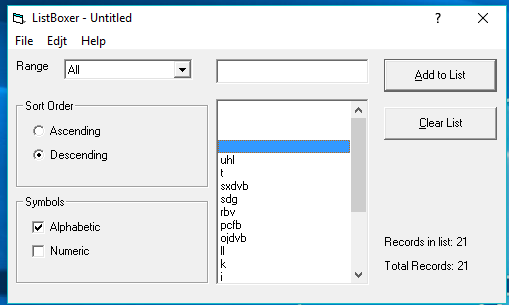 ListBoxer - Untitled
File Edjt Help
Range All
Add to List
Sort Order
Ascending
Descending
Clear List
Symbols
Alphabetic
Numeric
uhl
t
sxdvb
sdg
rbv
pcfb
ojdvb
ll
k
i
Records in list: 21
Total Records: 21